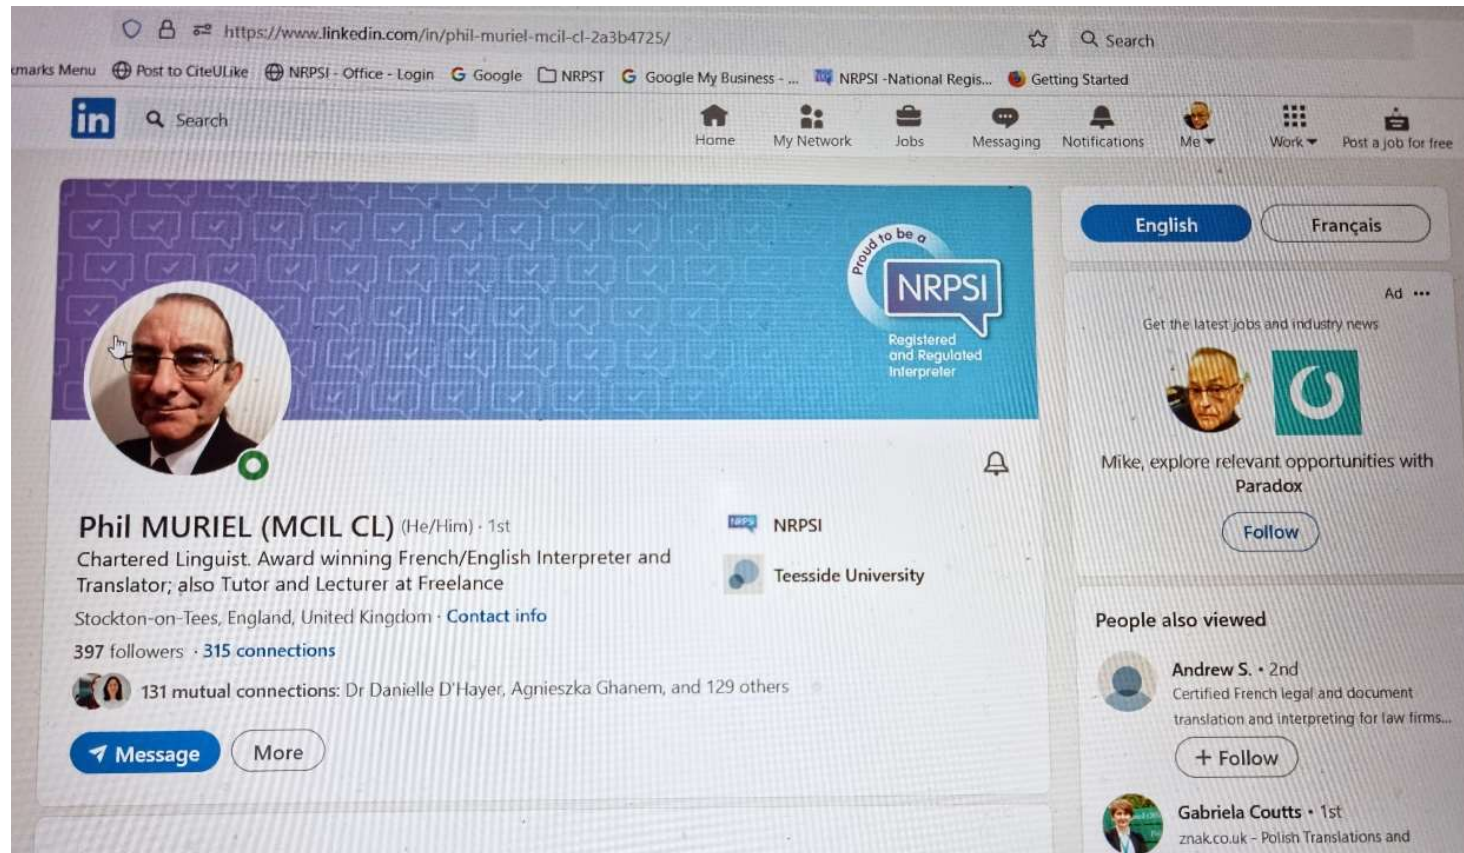 https://www.linkedin.com/in/phil-muriel-mcil-cl-2a3b4725/
Search
kmarks Menu Post to CiteULike NRPSI - Office - Login Google NRPST Google My Business - ... NRPSI -National Regis... Getting Started
in Search
Home My Network Jobs Messaging Notifications Me Work Post a job for free
Proud to be a
NRPSI
Registered
and Regulated
Interpreter
Phil MURIEL (MCIL CL) (He/Him) · 1st
Chartered Linguist. Award winning French/English Interpreter and
Translator; also Tutor and Lecturer at Freelance
Stockton-on-Tees, England, United Kingdom · Contact info
397 followers · 315 connections
131 mutual connections: Dr Danielle D'Hayer, Agnieszka Ghanem, and 129 others
Message More
NRPSI
Teesside University
English Français
Ad ···
Get the latest jobs and industry news
Mike, explore relevant opportunities with
Paradox
Follow
People also viewed
Andrew S. • 2nd
Certified French legal and document
translation and interpreting for law firms...
+ Follow
Gabriela Coutts • 1st
znak.co.uk – Polish Translations and